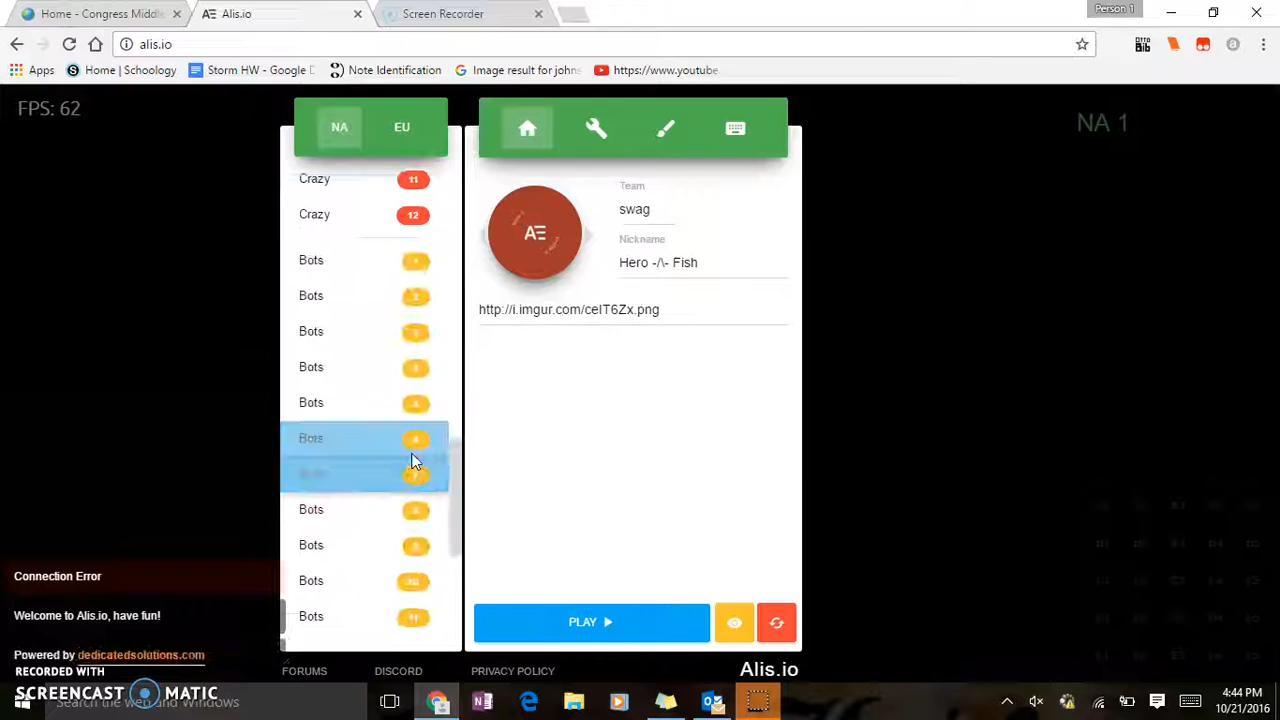 Home - Congress Middle
Alis.io
Screen Recorder
Person 1
alis.io
Apps
Home | Schoology
Storm HW - Google D
Note Identification
Image result for johns
https://www.youtube.
FPS: 62
NA
EU
NA 1
Crazy 11
Crazy 12
Bots
Bots 2
Bots
Bots
Bots
Bots
Bots
Bots
Bots
Bots
Team
swag
Nickname
Hero -/\- Fish
http://i.imgur.com/ceIT6Zx.png
PLAY
Connection Error
Welcome to Alis.io, have fun!
Powered by dedicatedsolutions.com
FORUMS
DISCORD
PRIVACY POLICY
Alis.io
RECORDED WITH
SCREENCAST MATIC
Search the web and Windows
4:44 PM
10/21/2016